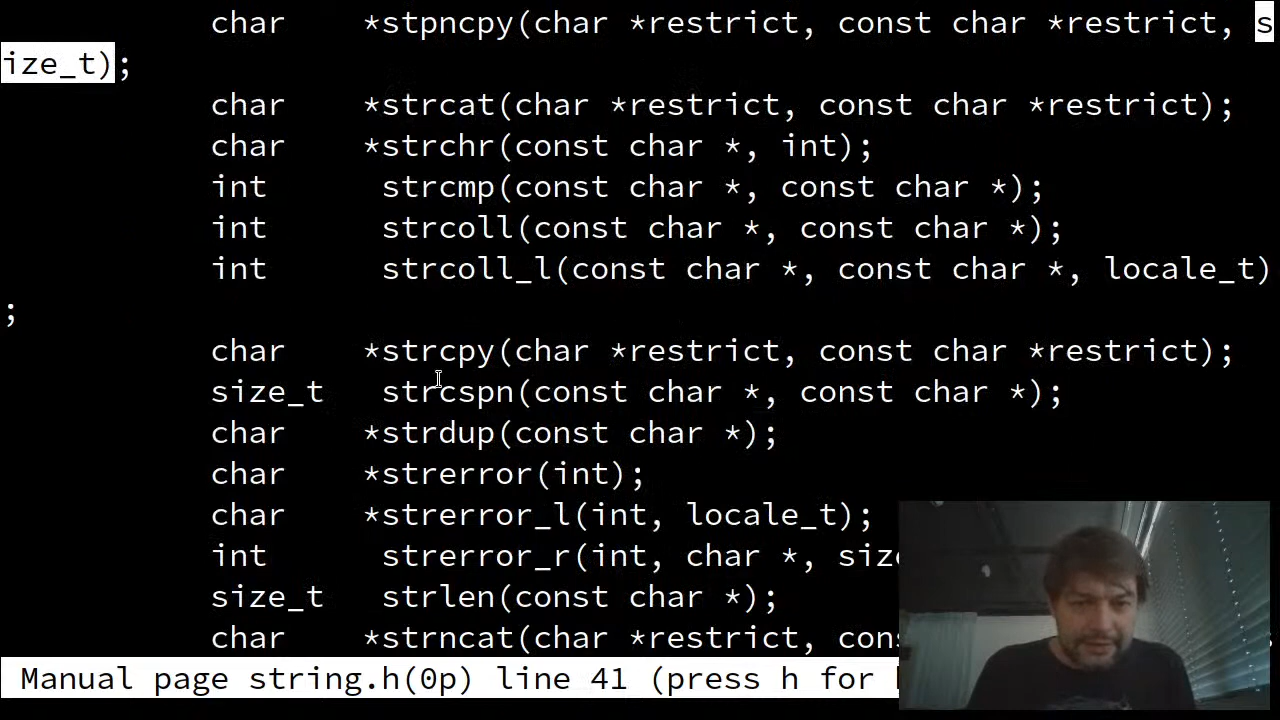 char    *stpncpy(char *restrict, const char *restrict, s
ize_t);
char    *strcat(char *restrict, const char *restrict);
char    *strchr(const char *, int);
int      strcmp(const char *, const char *);
int      strcoll(const char *, const char *);
int      strcoll_l(const char *, const char *, locale_t)
;
char    *strcpy(char *restrict, const char *restrict);
size_t   strcspn(const char *, const char *);
char    *strdup(const char *);
char    *strerror(int);
char    *strerror_l(int, locale_t);
int      strerror_r(int, char *,
size_t   strlen(const char *);
char    *strncat(char *restrict,
Manual page string.h(0p) line 41 (press h for